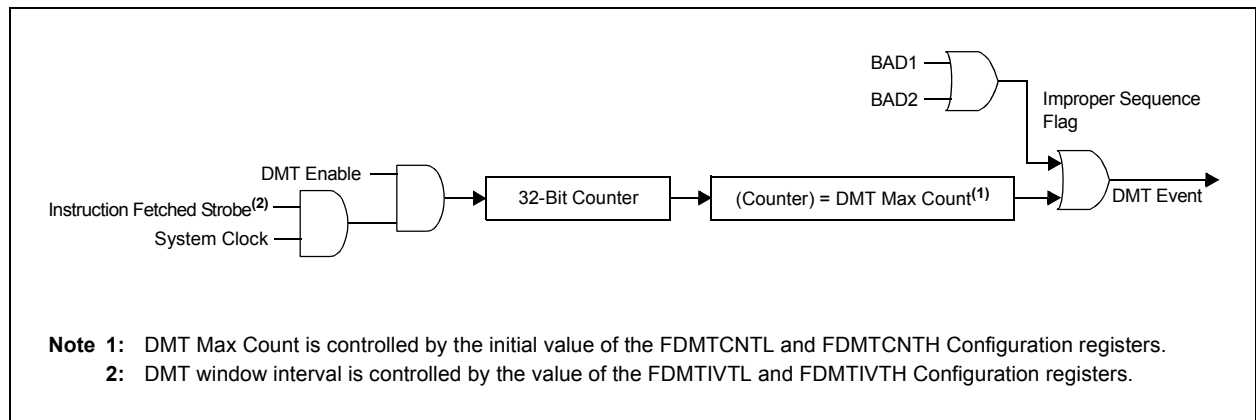 BAD1
BAD2
Improper Sequence
Flag
DMT Enable
Instruction Fetched Strobe(2)
System Clock
32-Bit Counter
(Counter) = DMT Max Count(1)
DMT Event
Note 1: DMT Max Count is controlled by the initial value of the FDMTCNTL and FDMTCNTH Configuration registers.
2: DMT window interval is controlled by the value of the FDMTIVTL and FDMTIVTH Configuration registers.